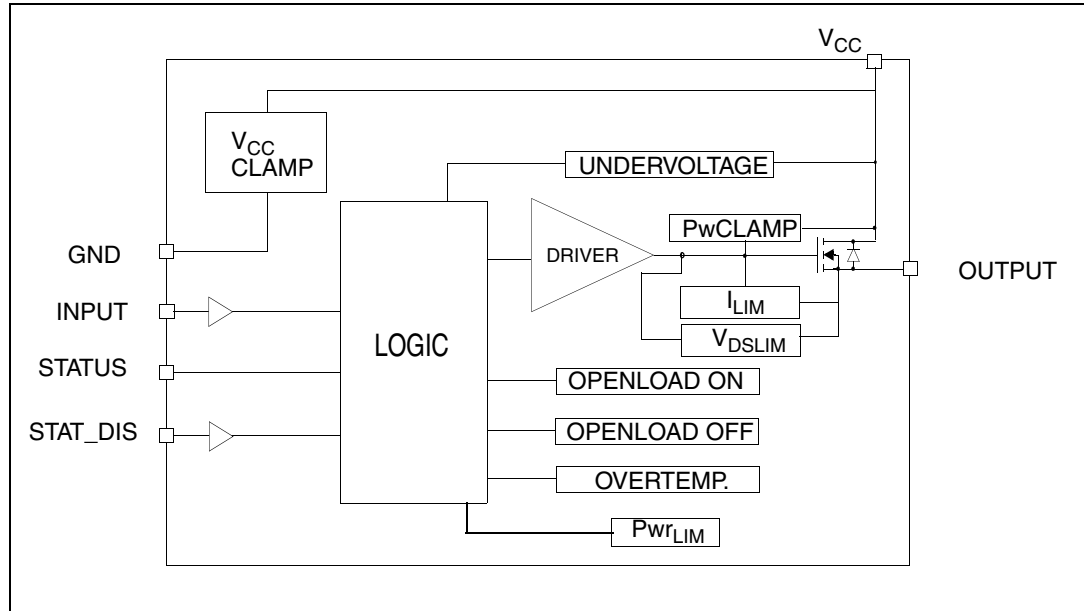 VCC
VCC
CLAMP
UNDERVOLTAGE
PwCLAMP
GND
DRIVER
OUTPUT
INPUT
ILIM
LOGIC
VDSLIM
STATUS
OPENLOAD ON
STAT_DIS
OPENLOAD OFF
OVERTEMP.
PwrLIM